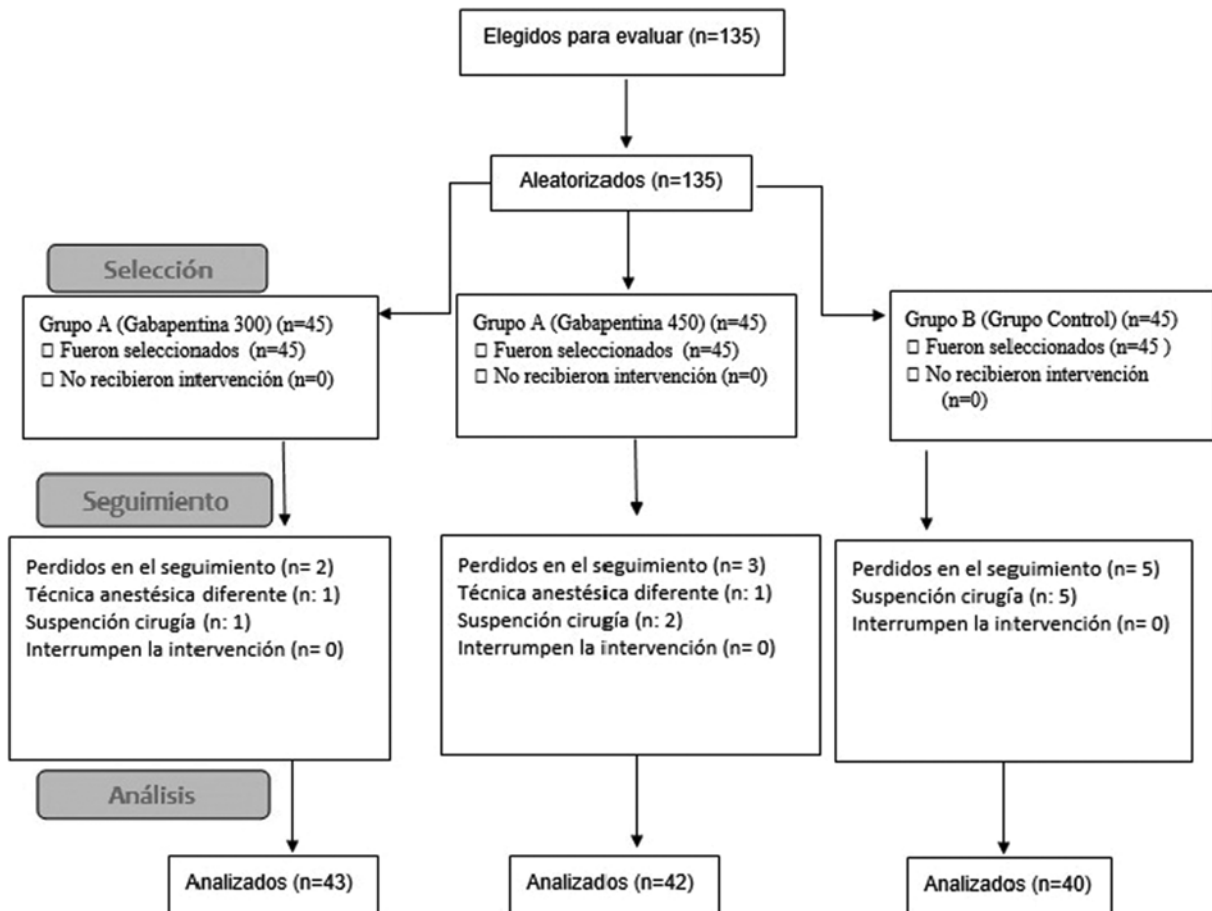 Elegidos para evaluar (n=135)
Aleatorizados (n=135)
Selección
Grupo A (Gabapentina 300) (n=45)
□ Fueron seleccionados (n=45)
□ No recibieron intervención (n=0)
Grupo A (Gabapentina 450) (n=45)
□ Fueron seleccionados (n=45)
□ No recibieron intervención (n=0)
Grupo B (Grupo Control) (n=45)
□ Fueron seleccionados (n=45 )
□ No recibieron intervención
(n=0)
Seguimiento
Perdidos en el seguimiento (n= 2)
Técnica anestésica diferente (n: 1)
Suspención cirugía (n: 1)
Interrumpen la intervención (n= 0)
Perdidos en el seguimiento (n= 3)
Técnica anestésica diferente (n: 1)
Suspención cirugía (n: 2)
Interrumpen la intervención (n= 0)
Perdidos en el seguimiento (n= 5)
Suspención cirugía (n: 5)
Interrumpen la intervención (n= 0)
Análisis
Analizados (n=43)
Analizados (n=42)
Analizados (n=40)